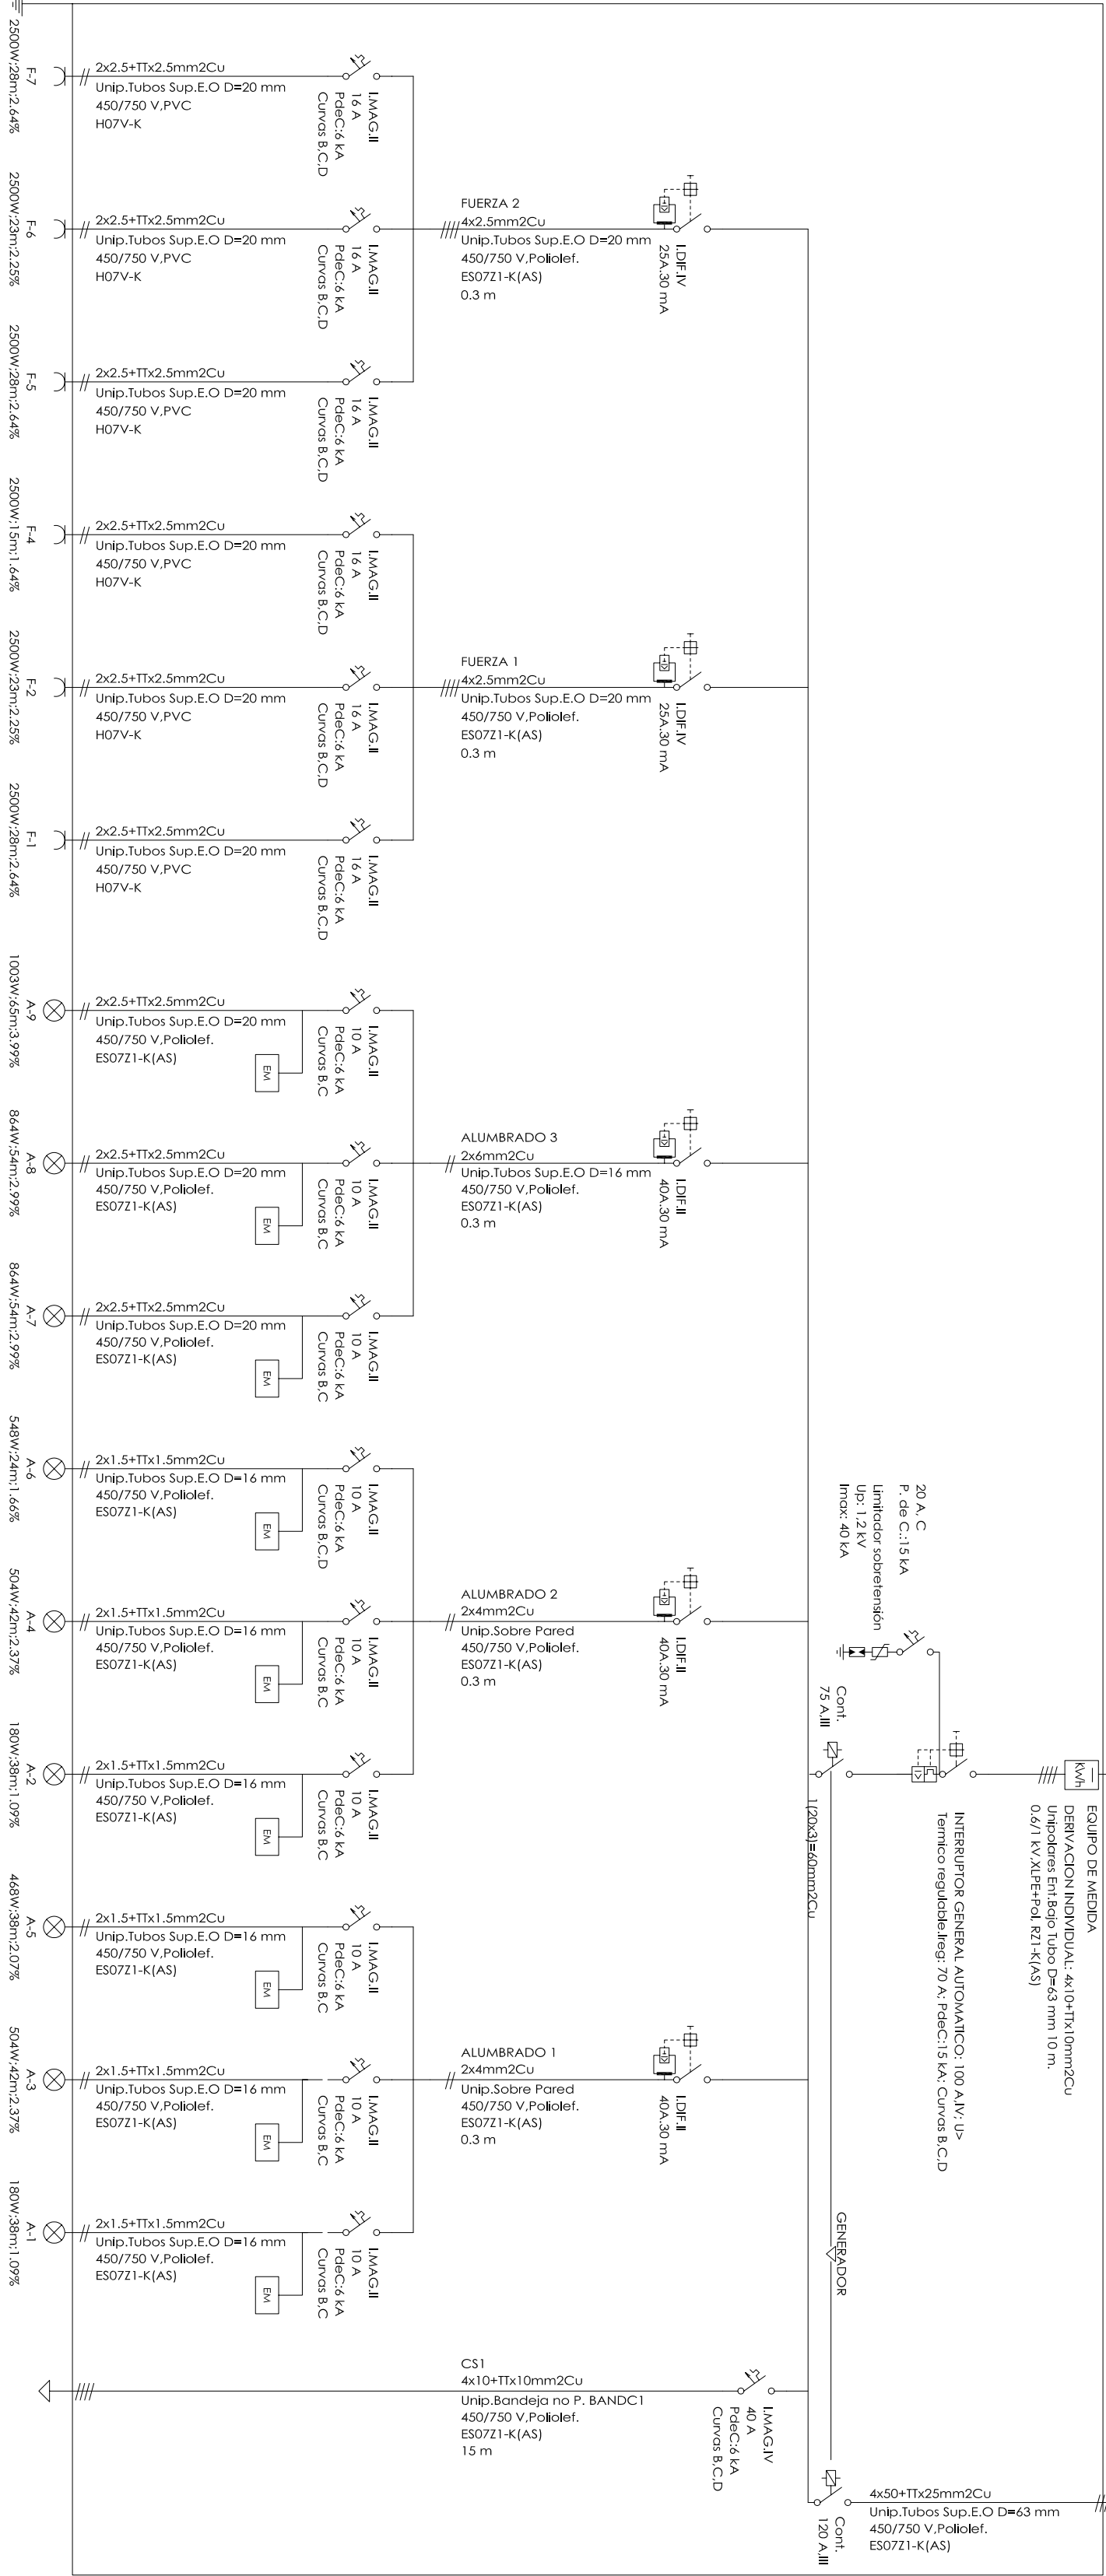 EQUIPO DE MEDIDA
KWh
DERIVACION INDIVIDUAL: 4x10+TTx10mm2Cu
Unipolares Ent.Bajo Tubo D=63 mm 10 m.
0.6/1 kV,XLPE+Pol, RZ1-K(AS)
INTERRUPTOR GENERAL AUTOMATICO: 100 A,IV; U>
Termico regulable.Ireg: 70 A; PdeC:15 kA; Curvas B,C,D
20 A, C
P. de C.:15 kA
Limitador sobretensión
Up: 1,2 kV
Imax: 40 kA
Cont.
75 A,III
1(20x3)=60mm2Cu
GENERADOR
Cont.
120 A,III
4x50+TTx25mm2Cu
Unip.Tubos Sup.E.O D=63 mm
450/750 V,Poliolef.
ES07Z1-K(AS)
I.DIF.IV
25A.30 mA
FUERZA 2
4x2.5mm2Cu
Unip.Tubos Sup.E.O D=20 mm
450/750 V,Poliolef.
ES07Z1-K(AS)
0.3 m
I.DIF.IV
25A.30 mA
FUERZA 1
4x2.5mm2Cu
Unip.Tubos Sup.E.O D=20 mm
450/750 V,Poliolef.
ES07Z1-K(AS)
0.3 m
I.DIF.II
40A.30 mA
ALUMBRADO 3
2x6mm2Cu
Unip.Tubos Sup.E.O D=16 mm
450/750 V,Poliolef.
ES07Z1-K(AS)
0.3 m
I.DIF.II
40A.30 mA
ALUMBRADO 2
2x4mm2Cu
Unip.Sobre Pared
450/750 V,Poliolef.
ES07Z1-K(AS)
0.3 m
I.DIF.II
40A.30 mA
ALUMBRADO 1
2x4mm2Cu
Unip.Sobre Pared
450/750 V,Poliolef.
ES07Z1-K(AS)
0.3 m
I.MAG.IV
40 A
PdeC:6 kA
Curvas B,C,D
CS1
4x10+TTx10mm2Cu
Unip.Bandeja no P. BANDC1
450/750 V,Poliolef.
ES07Z1-K(AS)
15 m
I.MAG.II
16 A
PdeC:6 kA
Curvas B,C,D
2x2.5+TTx2.5mm2Cu
Unip.Tubos Sup.E.O D=20 mm
450/750 V,PVC
H07V-K
F-7
2500W;28m;2.64%
I.MAG.II
16 A
PdeC:6 kA
Curvas B,C,D
2x2.5+TTx2.5mm2Cu
Unip.Tubos Sup.E.O D=20 mm
450/750 V,PVC
H07V-K
F-6
2500W;23m;2.25%
I.MAG.II
16 A
PdeC:6 kA
Curvas B,C,D
2x2.5+TTx2.5mm2Cu
Unip.Tubos Sup.E.O D=20 mm
450/750 V,PVC
H07V-K
F-5
2500W;28m;2.64%
I.MAG.II
16 A
PdeC:6 kA
Curvas B,C,D
2x2.5+TTx2.5mm2Cu
Unip.Tubos Sup.E.O D=20 mm
450/750 V,PVC
H07V-K
F-4
2500W;15m;1.64%
I.MAG.II
16 A
PdeC:6 kA
Curvas B,C,D
2x2.5+TTx2.5mm2Cu
Unip.Tubos Sup.E.O D=20 mm
450/750 V,PVC
H07V-K
F-2
2500W;23m;2.25%
I.MAG.II
16 A
PdeC:6 kA
Curvas B,C,D
2x2.5+TTx2.5mm2Cu
Unip.Tubos Sup.E.O D=20 mm
450/750 V,PVC
H07V-K
F-1
2500W;28m;2.64%
I.MAG.II
10 A
PdeC:6 kA
Curvas B,C
2x2.5+TTx2.5mm2Cu
Unip.Tubos Sup.E.O D=20 mm
450/750 V,Poliolef.
ES07Z1-K(AS)
EM
A-9
1003W;65m;3.99%
I.MAG.II
10 A
PdeC:6 kA
Curvas B,C
2x2.5+TTx2.5mm2Cu
Unip.Tubos Sup.E.O D=20 mm
450/750 V,Poliolef.
ES07Z1-K(AS)
EM
A-8
864W;54m;2.99%
I.MAG.II
10 A
PdeC:6 kA
Curvas B,C
2x2.5+TTx2.5mm2Cu
Unip.Tubos Sup.E.O D=20 mm
450/750 V,Poliolef.
ES07Z1-K(AS)
EM
A-7
864W;54m;2.99%
I.MAG.II
10 A
PdeC:6 kA
Curvas B,C,D
2x1.5+TTx1.5mm2Cu
Unip.Tubos Sup.E.O D=16 mm
450/750 V,Poliolef.
ES07Z1-K(AS)
EM
A-6
548W;24m;1.66%
I.MAG.II
10 A
PdeC:6 kA
Curvas B,C
2x1.5+TTx1.5mm2Cu
Unip.Tubos Sup.E.O D=16 mm
450/750 V,Poliolef.
ES07Z1-K(AS)
EM
A-4
504W;42m;2.37%
I.MAG.II
10 A
PdeC:6 kA
Curvas B,C
2x1.5+TTx1.5mm2Cu
Unip.Tubos Sup.E.O D=16 mm
450/750 V,Poliolef.
ES07Z1-K(AS)
EM
A-2
180W;38m;1.09%
I.MAG.II
10 A
PdeC:6 kA
Curvas B,C
2x1.5+TTx1.5mm2Cu
Unip.Tubos Sup.E.O D=16 mm
450/750 V,Poliolef.
ES07Z1-K(AS)
EM
A-5
468W;38m;2.07%
I.MAG.II
10 A
PdeC:6 kA
Curvas B,C
2x1.5+TTx1.5mm2Cu
Unip.Tubos Sup.E.O D=16 mm
450/750 V,Poliolef.
ES07Z1-K(AS)
EM
A-3
504W;42m;2.37%
I.MAG.II
10 A
PdeC:6 kA
Curvas B,C
2x1.5+TTx1.5mm2Cu
Unip.Tubos Sup.E.O D=16 mm
450/750 V,Poliolef.
ES07Z1-K(AS)
EM
A-1
180W;38m;1.09%